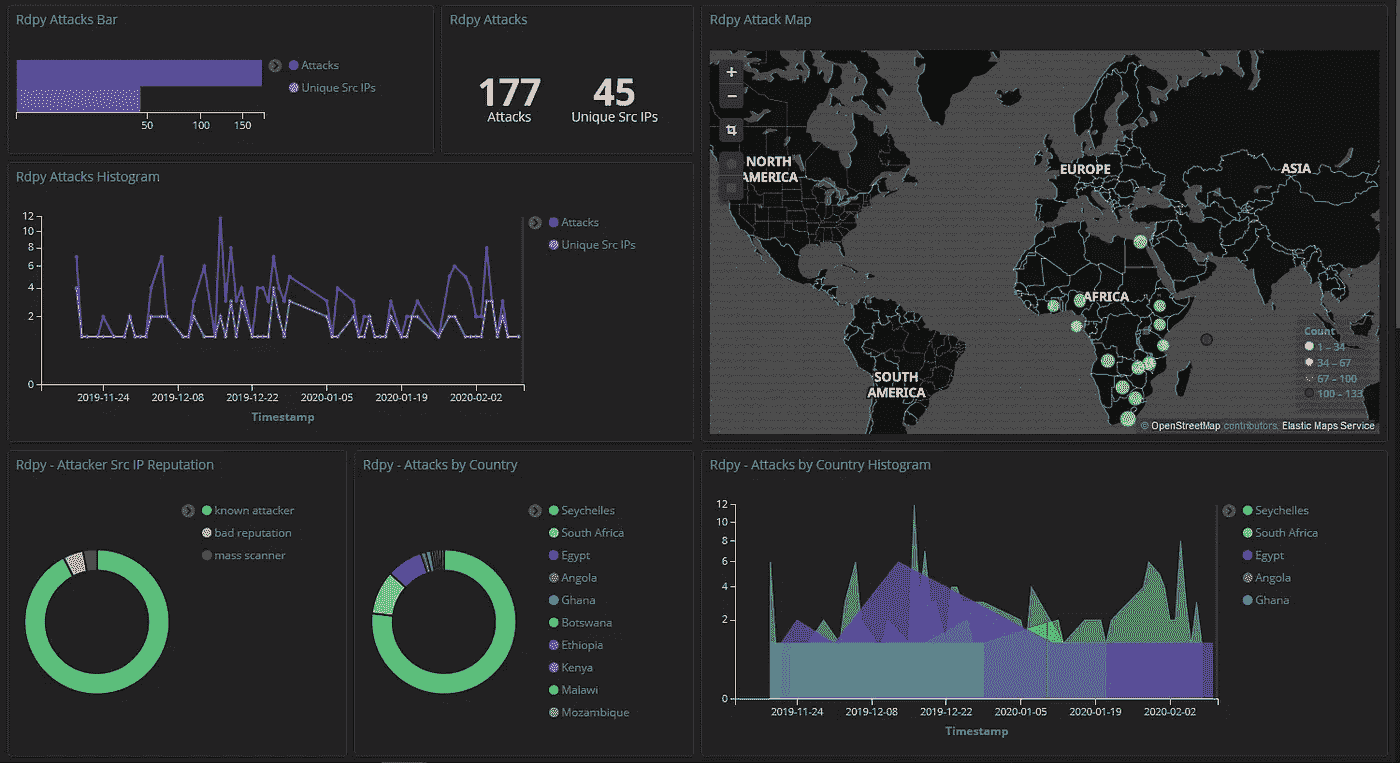 Rdpy Attacks Bar
Attacks
Unique Src IPs
50 100 150
Rdpy Attacks
177 45
Attacks Unique Src IPs
Rdpy Attack Map
+
−
NORTH
AMERICA
EUROPE
ASIA
AFRICA
SOUTH
AMERICA
Count
1 – 34
34 – 67
67 – 100
100 – 133
© OpenStreetMap contributors, Elastic Maps Service
Rdpy Attacks Histogram
12
10
8
6
4
2
0
2019-11-24 2019-12-08 2019-12-22 2020-01-05 2020-01-19 2020-02-02
Timestamp
Attacks
Unique Src IPs
Rdpy - Attacker Src IP Reputation
known attacker
bad reputation
mass scanner
Rdpy - Attacks by Country
Seychelles
South Africa
Egypt
Angola
Ghana
Botswana
Ethiopia
Kenya
Malawi
Mozambique
Rdpy - Attacks by Country Histogram
12
10
8
6
4
2
0
2019-11-24 2019-12-08 2019-12-22 2020-01-05 2020-01-19 2020-02-02
Timestamp
Seychelles
South Africa
Egypt
Angola
Ghana